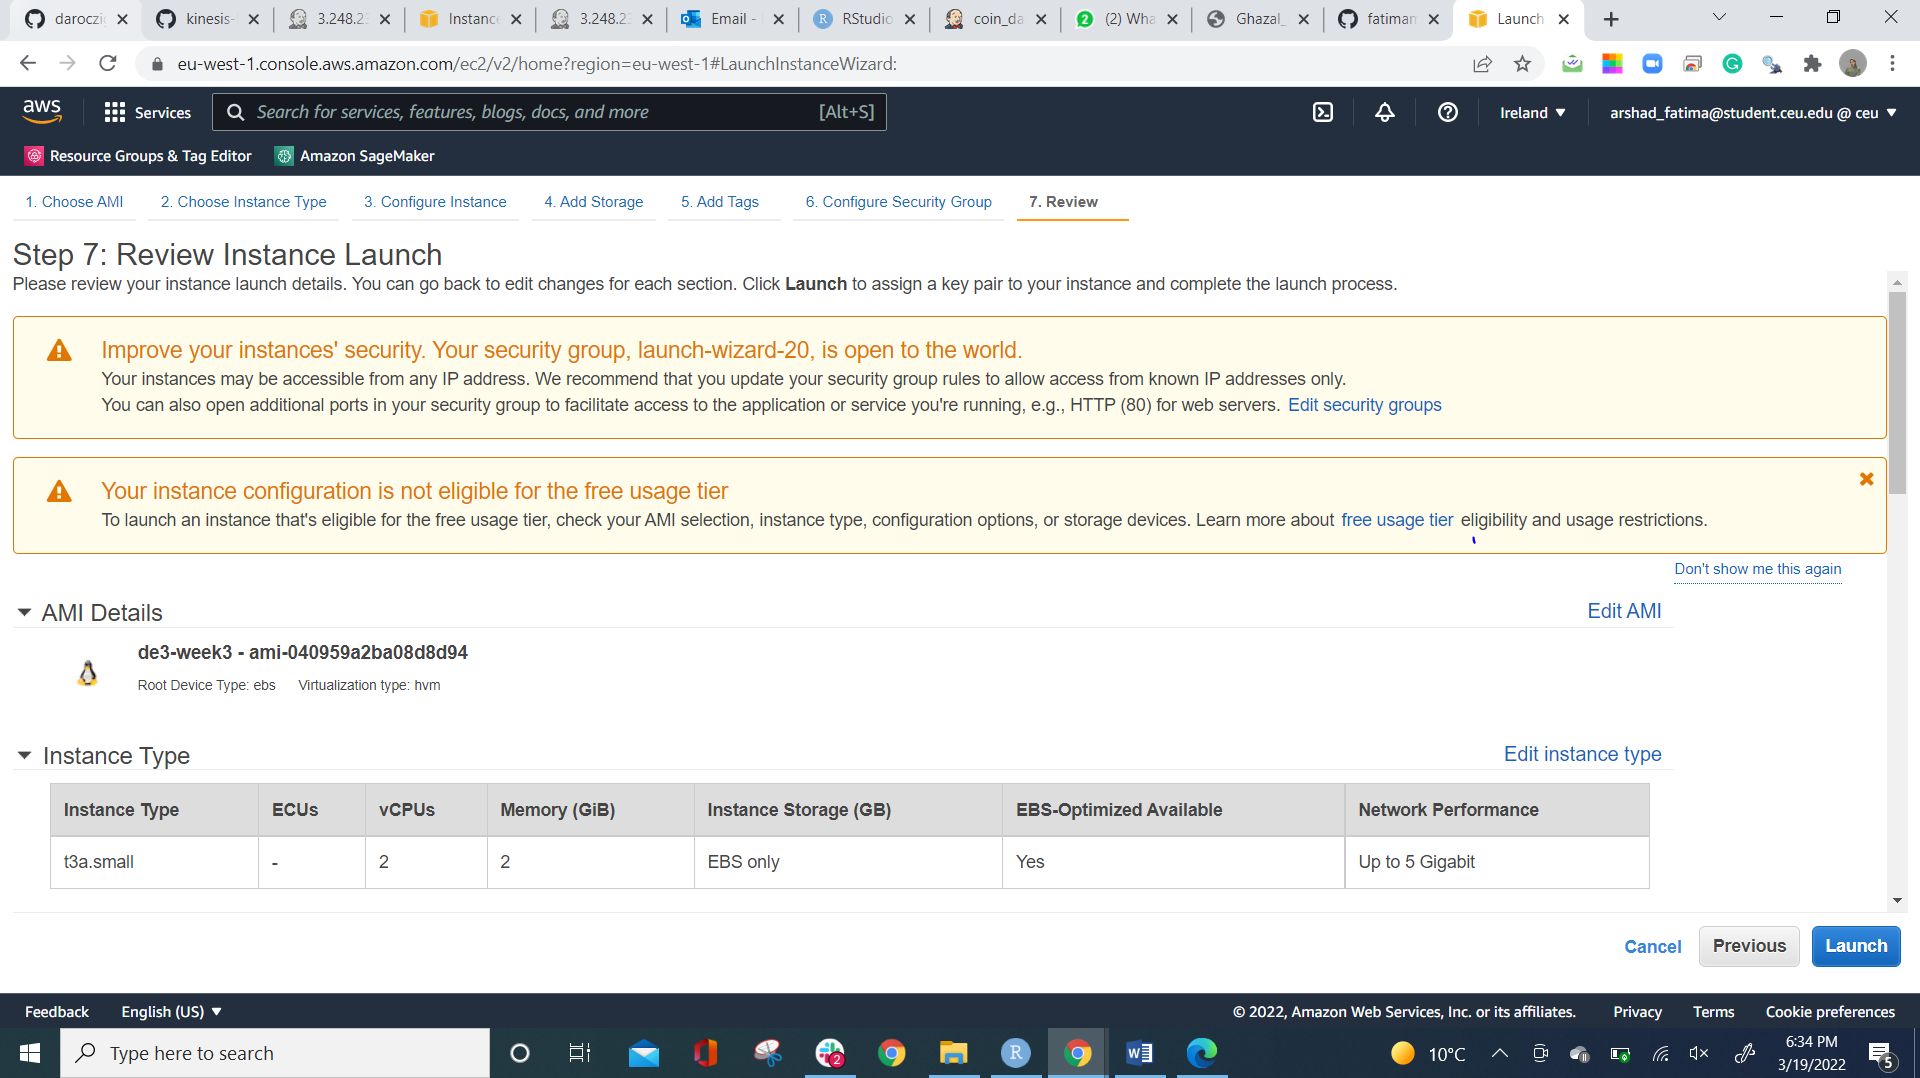 daroczi
kinesis-
3.248.23
Instance
3.248.23
Email -
RStudio
coin_da
(2) Wha
Ghazal_
fatimam
Launch
eu-west-1.console.aws.amazon.com/ec2/v2/home?region=eu-west-1#LaunchInstanceWizard:
aws
Services
Search for services, features, blogs, docs, and more
[Alt+S]
Ireland
arshad_fatima@student.ceu.edu @ ceu
Resource Groups & Tag Editor
Amazon SageMaker
1. Choose AMI
2. Choose Instance Type
3. Configure Instance
4. Add Storage
5. Add Tags
6. Configure Security Group
7. Review
Step 7: Review Instance Launch
Please review your instance launch details. You can go back to edit changes for each section. Click Launch to assign a key pair to your instance and complete the launch process.
Improve your instances' security. Your security group, launch-wizard-20, is open to the world.
Your instances may be accessible from any IP address. We recommend that you update your security group rules to allow access from known IP addresses only.
You can also open additional ports in your security group to facilitate access to the application or service you're running, e.g., HTTP (80) for web servers. Edit security groups
Your instance configuration is not eligible for the free usage tier
To launch an instance that's eligible for the free usage tier, check your AMI selection, instance type, configuration options, or storage devices. Learn more about free usage tier eligibility and usage restrictions.
Don't show me this again
AMI Details
Edit AMI
de3-week3 - ami-040959a2ba08d8d94
Root Device Type: ebs
Virtualization type: hvm
Instance Type
Edit instance type
Instance Type
ECUs
vCPUs
Memory (GiB)
Instance Storage (GB)
EBS-Optimized Available
Network Performance
t3a.small
-
2
2
EBS only
Yes
Up to 5 Gigabit
Cancel
Previous
Launch
Feedback
English (US)
© 2022, Amazon Web Services, Inc. or its affiliates.
Privacy
Terms
Cookie preferences
Type here to search
2
R
10°C
6:34 PM
3/19/2022
5